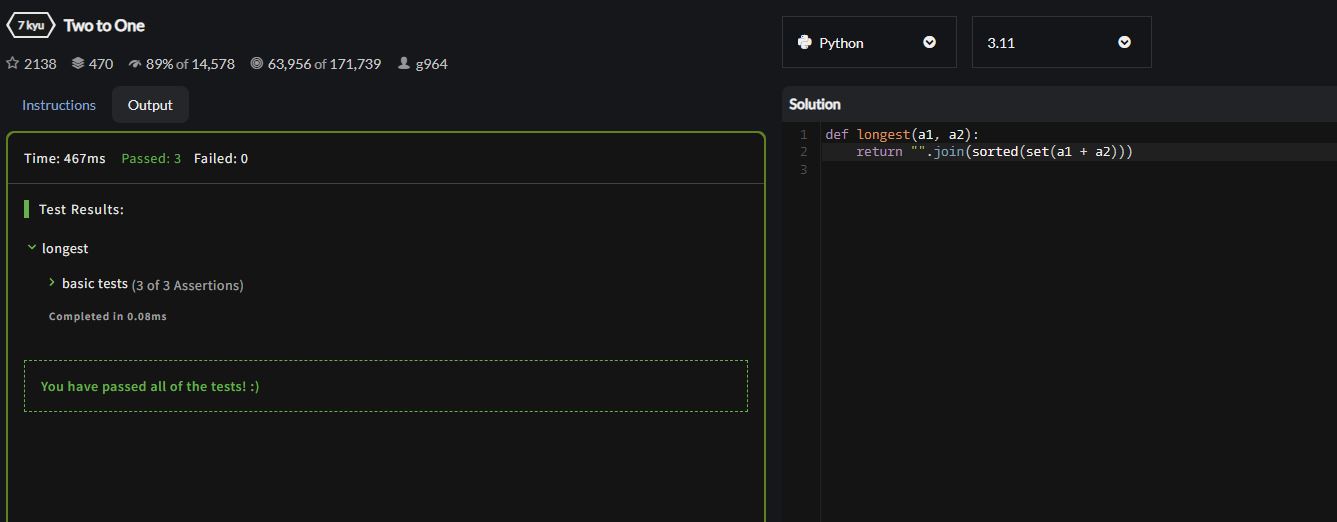 7 kyu Two to One
2138 470 89% of 14,578 63,956 of 171,739 g964
Instructions Output
Time: 467ms Passed: 3 Failed: 0
Test Results:
longest
basic tests (3 of 3 Assertions)
Completed in 0.08ms
You have passed all of the tests! :)
Python 3.11
Solution
1 def longest(a1, a2):
2     return "".join(sorted(set(a1 + a2)))
3